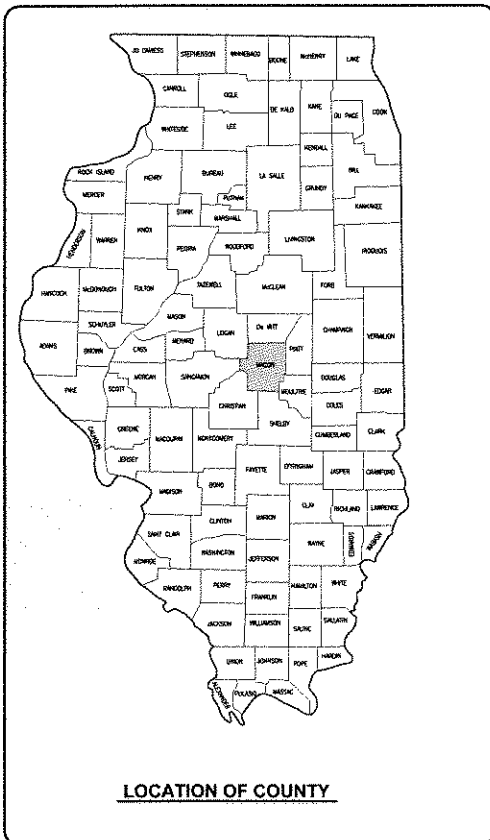 JO DAVIESS STEPHENSON WINNEBAGO BOONE McHENRY LAKE
CARROLL OGLE DE KALB KANE DU PAGE COOK
WHITESIDE LEE KENDALL
ROCK ISLAND HENRY BUREAU LA SALLE GRUNDY WILL
MERCER PUTNAM KANKAKEE
HENDERSON WARREN KNOX STARK MARSHALL LIVINGSTON IROQUOIS
PEORIA WOODFORD
HANCOCK McDONOUGH FULTON TAZEWELL McCLEAN FORD
SCHUYLER MASON LOGAN DE WITT CHAMPAIGN VERMILION
ADAMS BROWN CASS MENARD MACON PIATT
PIKE SCOTT MORGAN SANGAMON MOULTRIE DOUGLAS EDGAR
CHRISTIAN COLES
CALHOUN GREENE MACOUPIN MONTGOMERY SHELBY CUMBERLAND CLARK
JERSEY FAYETTE EFFINGHAM JASPER CRAWFORD
MADISON BOND CLAY RICHLAND LAWRENCE
CLINTON MARION
SAINT CLAIR WAYNE EDWARDS WABASH
MONROE WASHINGTON JEFFERSON
RANDOLPH PERRY HAMILTON WHITE
FRANKLIN
JACKSON WILLIAMSON SALINE GALLATIN
UNION JOHNSON POPE HARDIN
ALEXANDER PULASKI MASSAC
LOCATION OF COUNTY